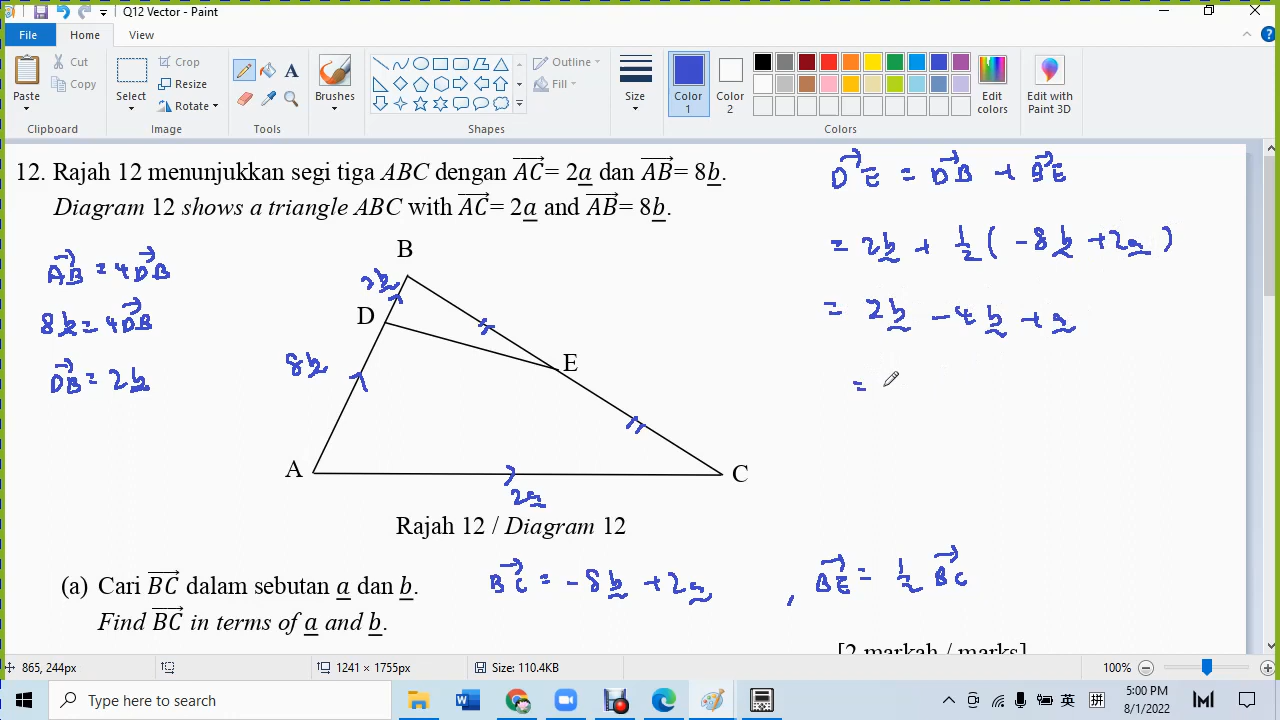 Q12 Vector - Paint
File Home View
Paste Cut Copy Clipboard
Select Crop Resize Rotate Image
A Tools
Brushes
Outline Fill Shapes
Size
Color 1 Color 2 Edit colors Colors
Edit with Paint 3D
12. Rajah 12 menunjukkan segi tiga ABC dengan AC⃗ = 2a̲ dan AB⃗ = 8b̲.
Diagram 12 shows a triangle ABC with AC⃗ = 2a̲ and AB⃗ = 8b̲.
AB⃗ = 4DB⃗
8b̲ = 4DB⃗
DB⃗ = 2b̲
B
2b̲
D
8b̲
E
A
C
2a̲
Rajah 12 / Diagram 12
DE⃗ = DB⃗ + BE⃗
= 2b̲ + 1/2 ( -8b̲ + 2a̲ )
= 2b̲ - 4b̲ + a̲
=
(a) Cari BC⃗ dalam sebutan a̲ dan b̲.
Find BC⃗ in terms of a̲ and b̲.
BC⃗ = -8b̲ + 2a̲ , BE⃗ = 1/2 BC⃗
[2 markah / marks]
865, 244px 1241 × 1755px Size: 110.4KB 100%
Type here to search
英 拼 5:00 PM
8/1/2022